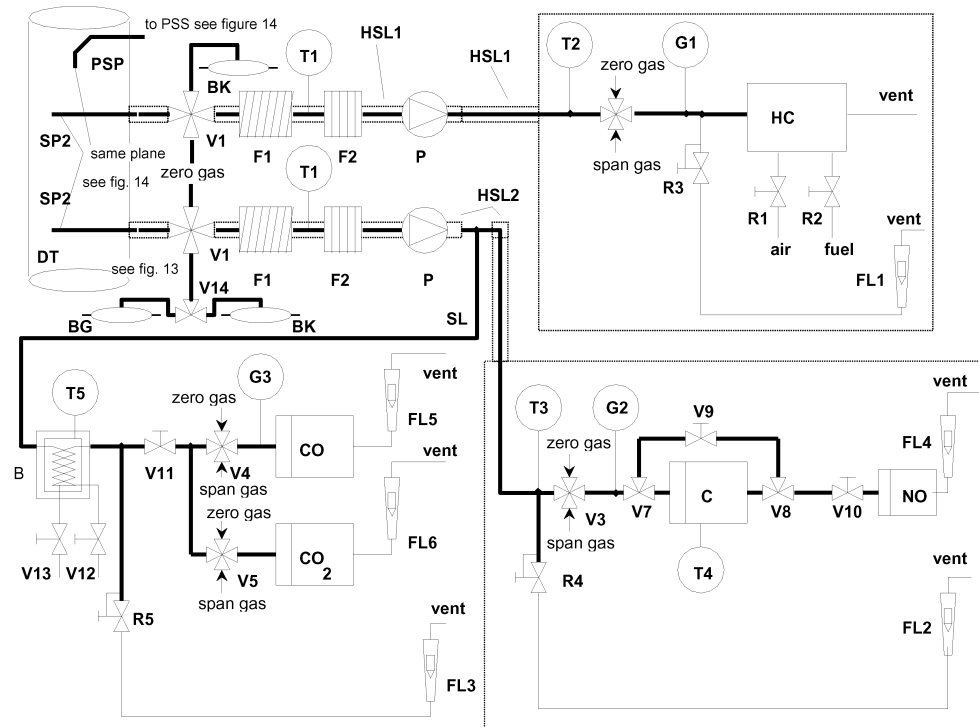 to PSS see figure 14
PSP
BK
T1
HSL1
HSL1
T2
zero gas
G1
HC
vent
SP2
same plane
see fig. 14
V1
F1
F2
P
span gas
R3
zero gas
T1
HSL2
R1
R2
air
fuel
vent
FL1
SP2
DT
see fig. 13
V1
F1
F2
P
V14
BG
BK
SL
T5
zero gas
G3
vent
FL5
B
V11
V4
CO
span gas
zero gas
vent
FL6
V13
V12
V5
CO2
span gas
R5
vent
FL3
T3
G2
V9
vent
FL4
zero gas
V3
V7
C
V8
V10
NO
span gas
T4
R4
vent
FL2